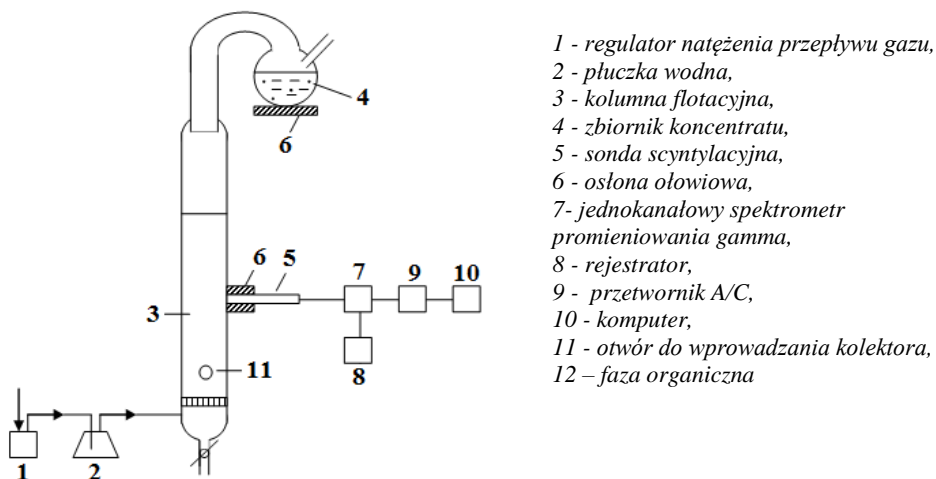 1 - regulator natężenia przepływu gazu,
2 - płuczka wodna,
3 - kolumna flotacyjna,
4 - zbiornik koncentratu,
5 - sonda scyntylacyjna,
6 - osłona ołowiowa,
7- jednokanałowy spektrometr
promieniowania gamma,
8 - rejestrator,
9 - przetwornik A/C,
10 - komputer,
11 - otwór do wprowadzania kolektora,
12 – faza organiczna
4
6
6
5
7
9
10
3
11
8
1
2